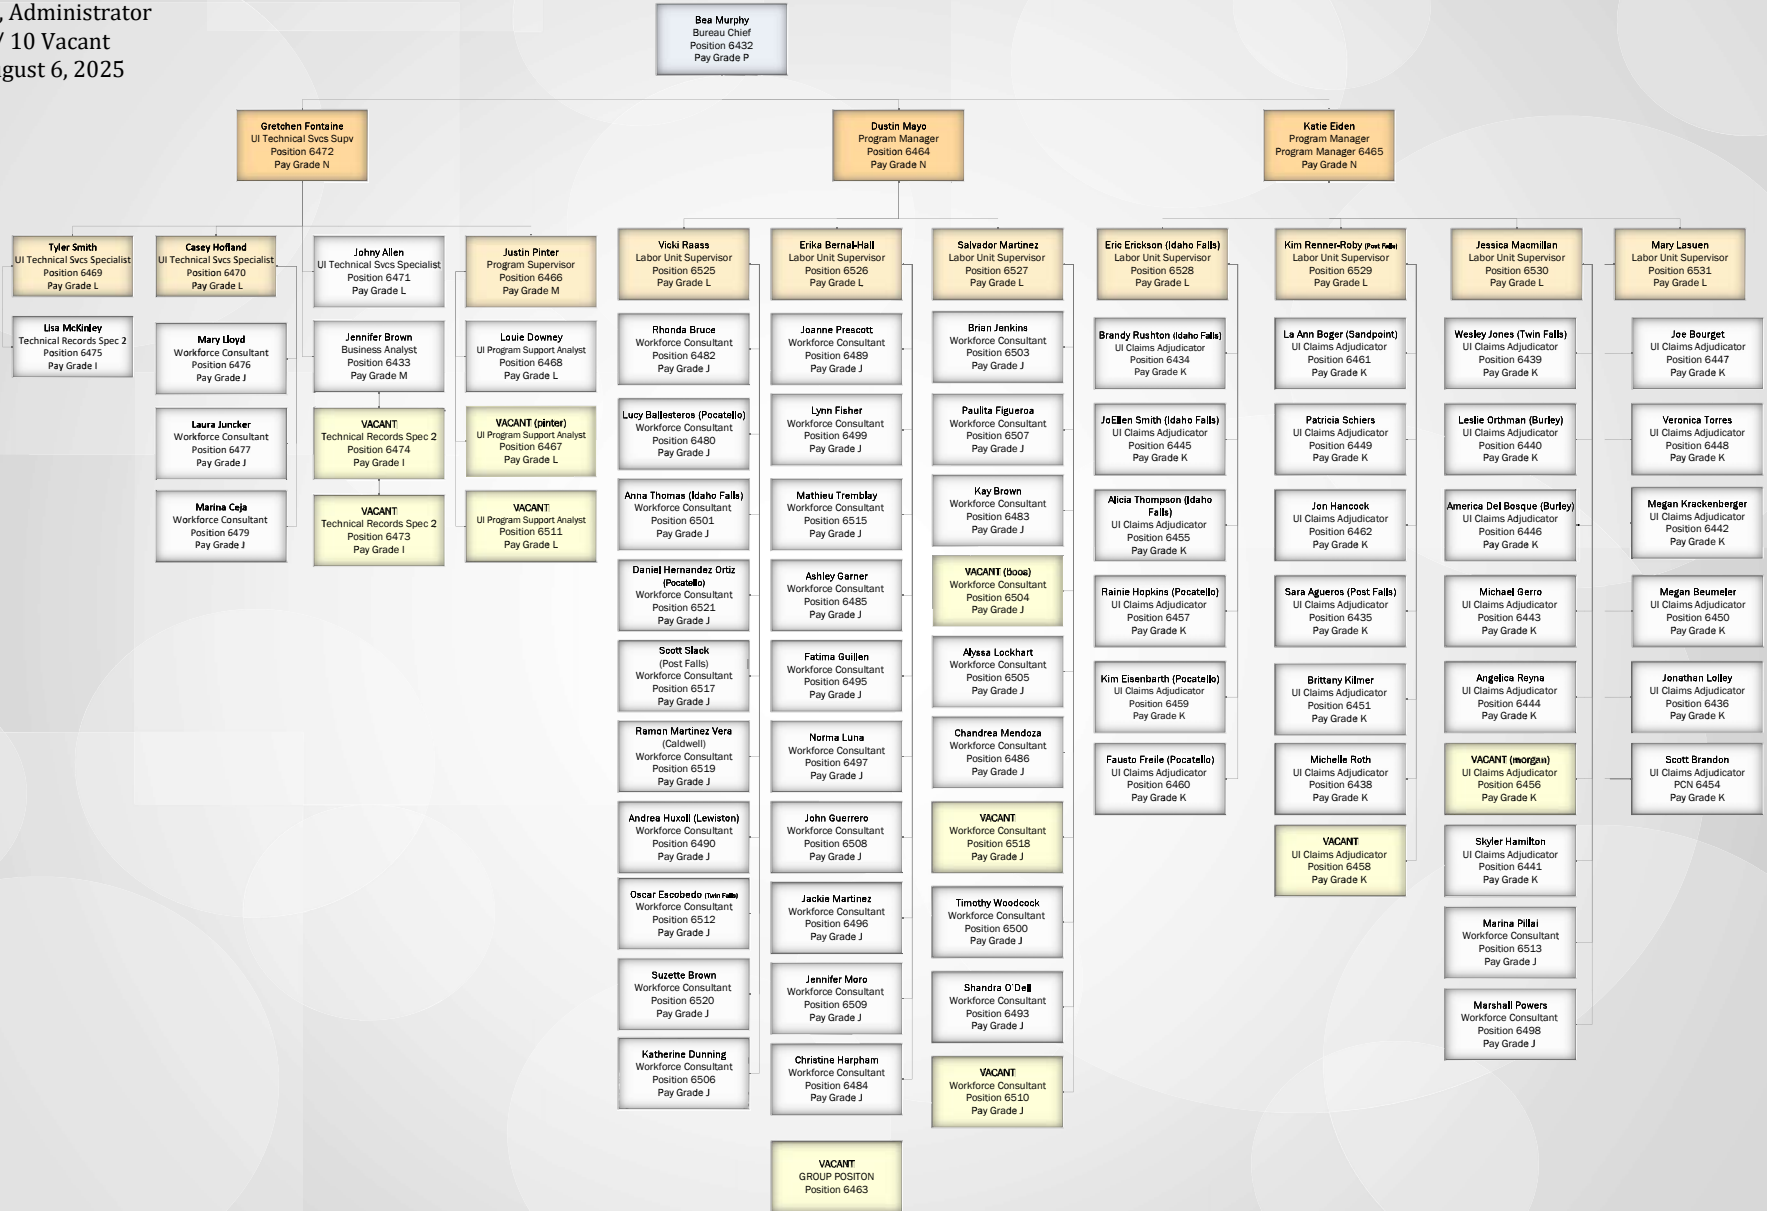 , Administrator
/ 10 Vacant
gust 6, 2025
Bea Murphy
Bureau Chief
Position 6432
Pay Grade P
Gretchen Fontaine
UI Technical Svcs Supv
Position 6472
Pay Grade N
Dustin Mayo
Program Manager
Position 6464
Pay Grade N
Katie Eiden
Program Manager
Program Manager 6465
Pay Grade N
Tyler Smith
UI Technical Svcs Specialist
Position 6469
Pay Grade L
Lisa McKinley
Technical Records Spec 2
Position 6475
Pay Grade I
Casey Hofland
UI Technical Svcs Specialist
Position 6470
Pay Grade L
Mary Lloyd
Workforce Consultant
Position 6476
Pay Grade J
Laura Juncker
Workforce Consultant
Position 6477
Pay Grade J
Marina Ceja
Workforce Consultant
Position 6479
Pay Grade J
Johny Allen
UI Technical Svcs Specialist
Position 6471
Pay Grade L
Jennifer Brown
Business Analyst
Position 6433
Pay Grade M
VACANT
Technical Records Spec 2
Position 6474
Pay Grade I
VACANT
Technical Records Spec 2
Position 6473
Pay Grade I
Justin Pinter
Program Supervisor
Position 6466
Pay Grade M
Louie Downey
UI Program Support Analyst
Position 6468
Pay Grade L
VACANT (pinter)
UI Program Support Analyst
Position 6467
Pay Grade L
VACANT
UI Program Support Analyst
Position 6511
Pay Grade L
Vicki Raass
Labor Unit Supervisor
Position 6525
Pay Grade L
Rhonda Bruce
Workforce Consultant
Position 6482
Pay Grade J
Lucy Ballesteros (Pocatello)
Workforce Consultant
Position 6480
Pay Grade J
Anna Thomas (Idaho Falls)
Workforce Consultant
Position 6501
Pay Grade J
Daniel Hernandez Ortiz
(Pocatello)
Workforce Consultant
Position 6521
Pay Grade J
Scott Slack
(Post Falls)
Workforce Consultant
Position 6517
Pay Grade J
Ramon Martinez Vera
(Caldwell)
Workforce Consultant
Position 6519
Pay Grade J
Andrea Huxoll (Lewiston)
Workforce Consultant
Position 6490
Pay Grade J
Oscar Escobedo (Twin Falls)
Workforce Consultant
Position 6512
Pay Grade J
Suzette Brown
Workforce Consultant
Position 6520
Pay Grade J
Katherine Dunning
Workforce Consultant
Position 6506
Pay Grade J
Erika Bernal-Hall
Labor Unit Supervisor
Position 6526
Pay Grade L
Joanne Prescott
Workforce Consultant
Position 6489
Pay Grade J
Lynn Fisher
Workforce Consultant
Position 6499
Pay Grade J
Mathieu Tremblay
Workforce Consultant
Position 6515
Pay Grade J
Ashley Garner
Workforce Consultant
Position 6485
Pay Grade J
Fatima Guillen
Workforce Consultant
Position 6495
Pay Grade J
Norma Luna
Workforce Consultant
Position 6497
Pay Grade J
John Guerrero
Workforce Consultant
Position 6508
Pay Grade J
Jackie Martinez
Workforce Consultant
Position 6496
Pay Grade J
Jennifer Moro
Workforce Consultant
Position 6509
Pay Grade J
Christine Harpham
Workforce Consultant
Position 6484
Pay Grade J
VACANT
GROUP POSITON
Position 6463
Salvador Martinez
Labor Unit Supervisor
Position 6527
Pay Grade L
Brian Jenkins
Workforce Consultant
Position 6503
Pay Grade J
Paulita Figueroa
Workforce Consultant
Position 6507
Pay Grade J
Kay Brown
Workforce Consultant
Position 6483
Pay Grade J
VACANT (boos)
Workforce Consultant
Position 6504
Pay Grade J
Alyssa Lockhart
Workforce Consultant
Position 6505
Pay Grade J
Chandrea Mendoza
Workforce Consultant
Position 6486
Pay Grade J
VACANT
Workforce Consultant
Position 6518
Pay Grade J
Timothy Woodcock
Workforce Consultant
Position 6500
Pay Grade J
Shandra O'Dell
Workforce Consultant
Position 6493
Pay Grade J
VACANT
Workforce Consultant
Position 6510
Pay Grade J
Eric Erickson (Idaho Falls)
Labor Unit Supervisor
Position 6528
Pay Grade L
Brandy Rushton (Idaho Falls)
UI Claims Adjudicator
Position 6434
Pay Grade K
JoEllen Smith (Idaho Falls)
UI Claims Adjudicator
Position 6445
Pay Grade K
Alicia Thompson (Idaho
Falls)
UI Claims Adjudicator
Position 6455
Pay Grade K
Rainie Hopkins (Pocatello)
UI Claims Adjudicator
Position 6457
Pay Grade K
Kim Eisenbarth (Pocatello)
UI Claims Adjudicator
Position 6459
Pay Grade K
Fausto Freile (Pocatello)
UI Claims Adjudicator
Position 6460
Pay Grade K
Kim Renner-Roby (Post Falls)
Labor Unit Supervisor
Position 6529
Pay Grade L
La Ann Boger (Sandpoint)
UI Claims Adjudicator
Position 6461
Pay Grade K
Patricia Schiers
UI Claims Adjudicator
Position 6449
Pay Grade K
Jon Hancock
UI Claims Adjudicator
Position 6462
Pay Grade K
Sara Agueros (Post Falls)
UI Claims Adjudicator
Position 6435
Pay Grade K
Brittany Kilmer
UI Claims Adjudicator
Position 6451
Pay Grade K
Michelle Roth
UI Claims Adjudicator
Position 6438
Pay Grade K
VACANT
UI Claims Adjudicator
Position 6458
Pay Grade K
Jessica Macmillan
Labor Unit Supervisor
Position 6530
Pay Grade L
Wesley Jones (Twin Falls)
UI Claims Adjudicator
Position 6439
Pay Grade K
Leslie Orthman (Burley)
UI Claims Adjudicator
Position 6440
Pay Grade K
America Del Bosque (Burley)
UI Claims Adjudicator
Position 6446
Pay Grade K
Michael Gerro
UI Claims Adjudicator
Position 6443
Pay Grade K
Angelica Reyna
UI Claims Adjudicator
Position 6444
Pay Grade K
VACANT (morgan)
UI Claims Adjudicator
Position 6456
Pay Grade K
Skyler Hamilton
UI Claims Adjudicator
Position 6441
Pay Grade K
Marina Pillai
Workforce Consultant
Position 6513
Pay Grade J
Marshall Powers
Workforce Consultant
Position 6498
Pay Grade J
Mary Lasuen
Labor Unit Supervisor
Position 6531
Pay Grade L
Joe Bourget
UI Claims Adjudicator
Position 6447
Pay Grade K
Veronica Torres
UI Claims Adjudicator
Position 6448
Pay Grade K
Megan Krackenberger
UI Claims Adjudicator
Position 6442
Pay Grade K
Megan Beumeler
UI Claims Adjudicator
Position 6450
Pay Grade K
Jonathan Lolley
UI Claims Adjudicator
Position 6436
Pay Grade K
Scott Brandon
UI Claims Adjudicator
PCN 6454
Pay Grade K